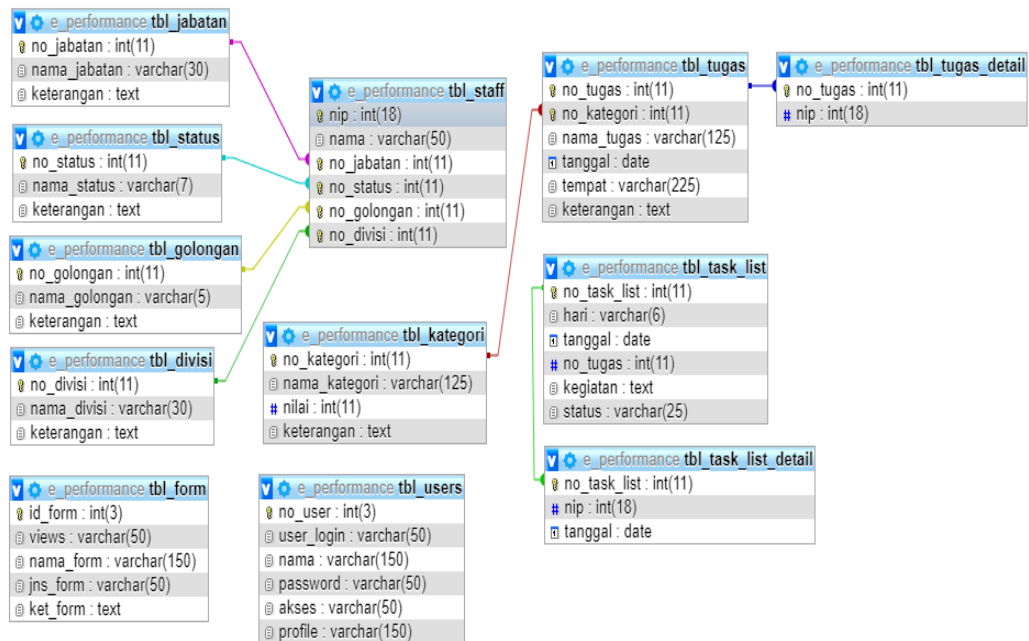 e_performance tbl_jabatan
no_jabatan : int(11)
nama_jabatan : varchar(30)
keterangan : text
e_performance tbl_status
no_status : int(11)
nama_status : varchar(7)
keterangan : text
e_performance tbl_golongan
no_golongan : int(11)
nama_golongan : varchar(5)
keterangan : text
e_performance tbl_divisi
no_divisi : int(11)
nama_divisi : varchar(30)
keterangan : text
e_performance tbl_form
id_form : int(3)
views : varchar(50)
nama_form : varchar(150)
jns_form : varchar(50)
ket_form : text
e_performance tbl_staff
nip : int(18)
nama : varchar(50)
no_jabatan : int(11)
no_status : int(11)
no_golongan : int(11)
no_divisi : int(11)
e_performance tbl_kategori
no_kategori : int(11)
nama_kategori : varchar(125)
# nilai : int(11)
keterangan : text
e_performance tbl_users
no_user : int(3)
user_login : varchar(50)
nama : varchar(150)
password : varchar(50)
akses : varchar(50)
profile : varchar(150)
e_performance tbl_tugas
no_tugas : int(11)
no_kategori : int(11)
nama_tugas : varchar(125)
tanggal : date
tempat : varchar(225)
keterangan : text
e_performance tbl_tugas_detail
no_tugas : int(11)
# nip : int(18)
e_performance tbl_task_list
no_task_list : int(11)
hari : varchar(6)
tanggal : date
# no_tugas : int(11)
kegiatan : text
status : varchar(25)
e_performance tbl_task_list_detail
no_task_list : int(11)
# nip : int(18)
tanggal : date